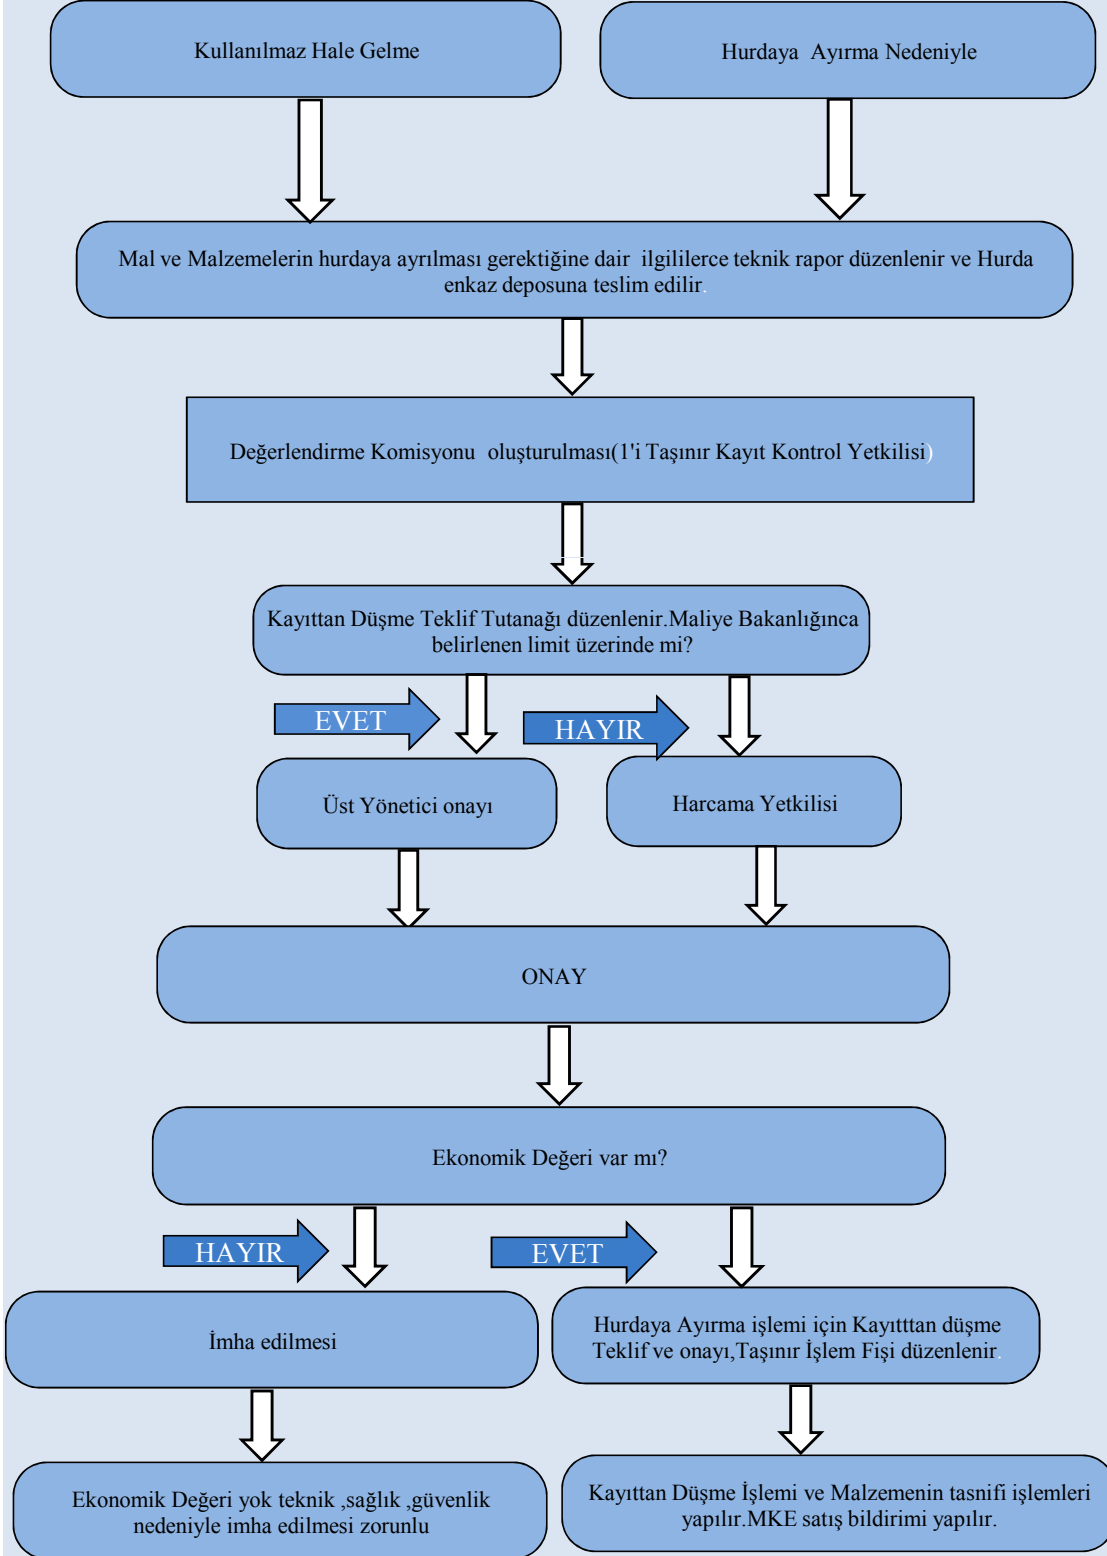 Kullanılmaz Hale Gelme
Hurdaya Ayırma Nedeniyle
Mal ve Malzemelerin hurdaya ayrılması gerektiğine dair ilgililerce teknik rapor düzenlenir ve Hurda
enkaz deposuna teslim edilir.
Değerlendirme Komisyonu oluşturulması(1'i Taşınır Kayıt Kontrol Yetkilisi)
Kayıttan Düşme Teklif Tutanağı düzenlenir.Maliye Bakanlığınca
belirlenen limit üzerinde mi?
EVET
HAYIR
Üst Yönetici onayı
Harcama Yetkilisi
ONAY
Ekonomik Değeri var mı?
HAYIR
EVET
İmha edilmesi
Hurdaya Ayırma işlemi için Kayıtttan düşme
Teklif ve onayı,Taşınır İşlem Fişi düzenlenir.
Ekonomik Değeri yok teknik ,sağlık ,güvenlik
nedeniyle imha edilmesi zorunlu
Kayıttan Düşme İşlemi ve Malzemenin tasnifi işlemleri
yapılır.MKE satış bildirimi yapılır.